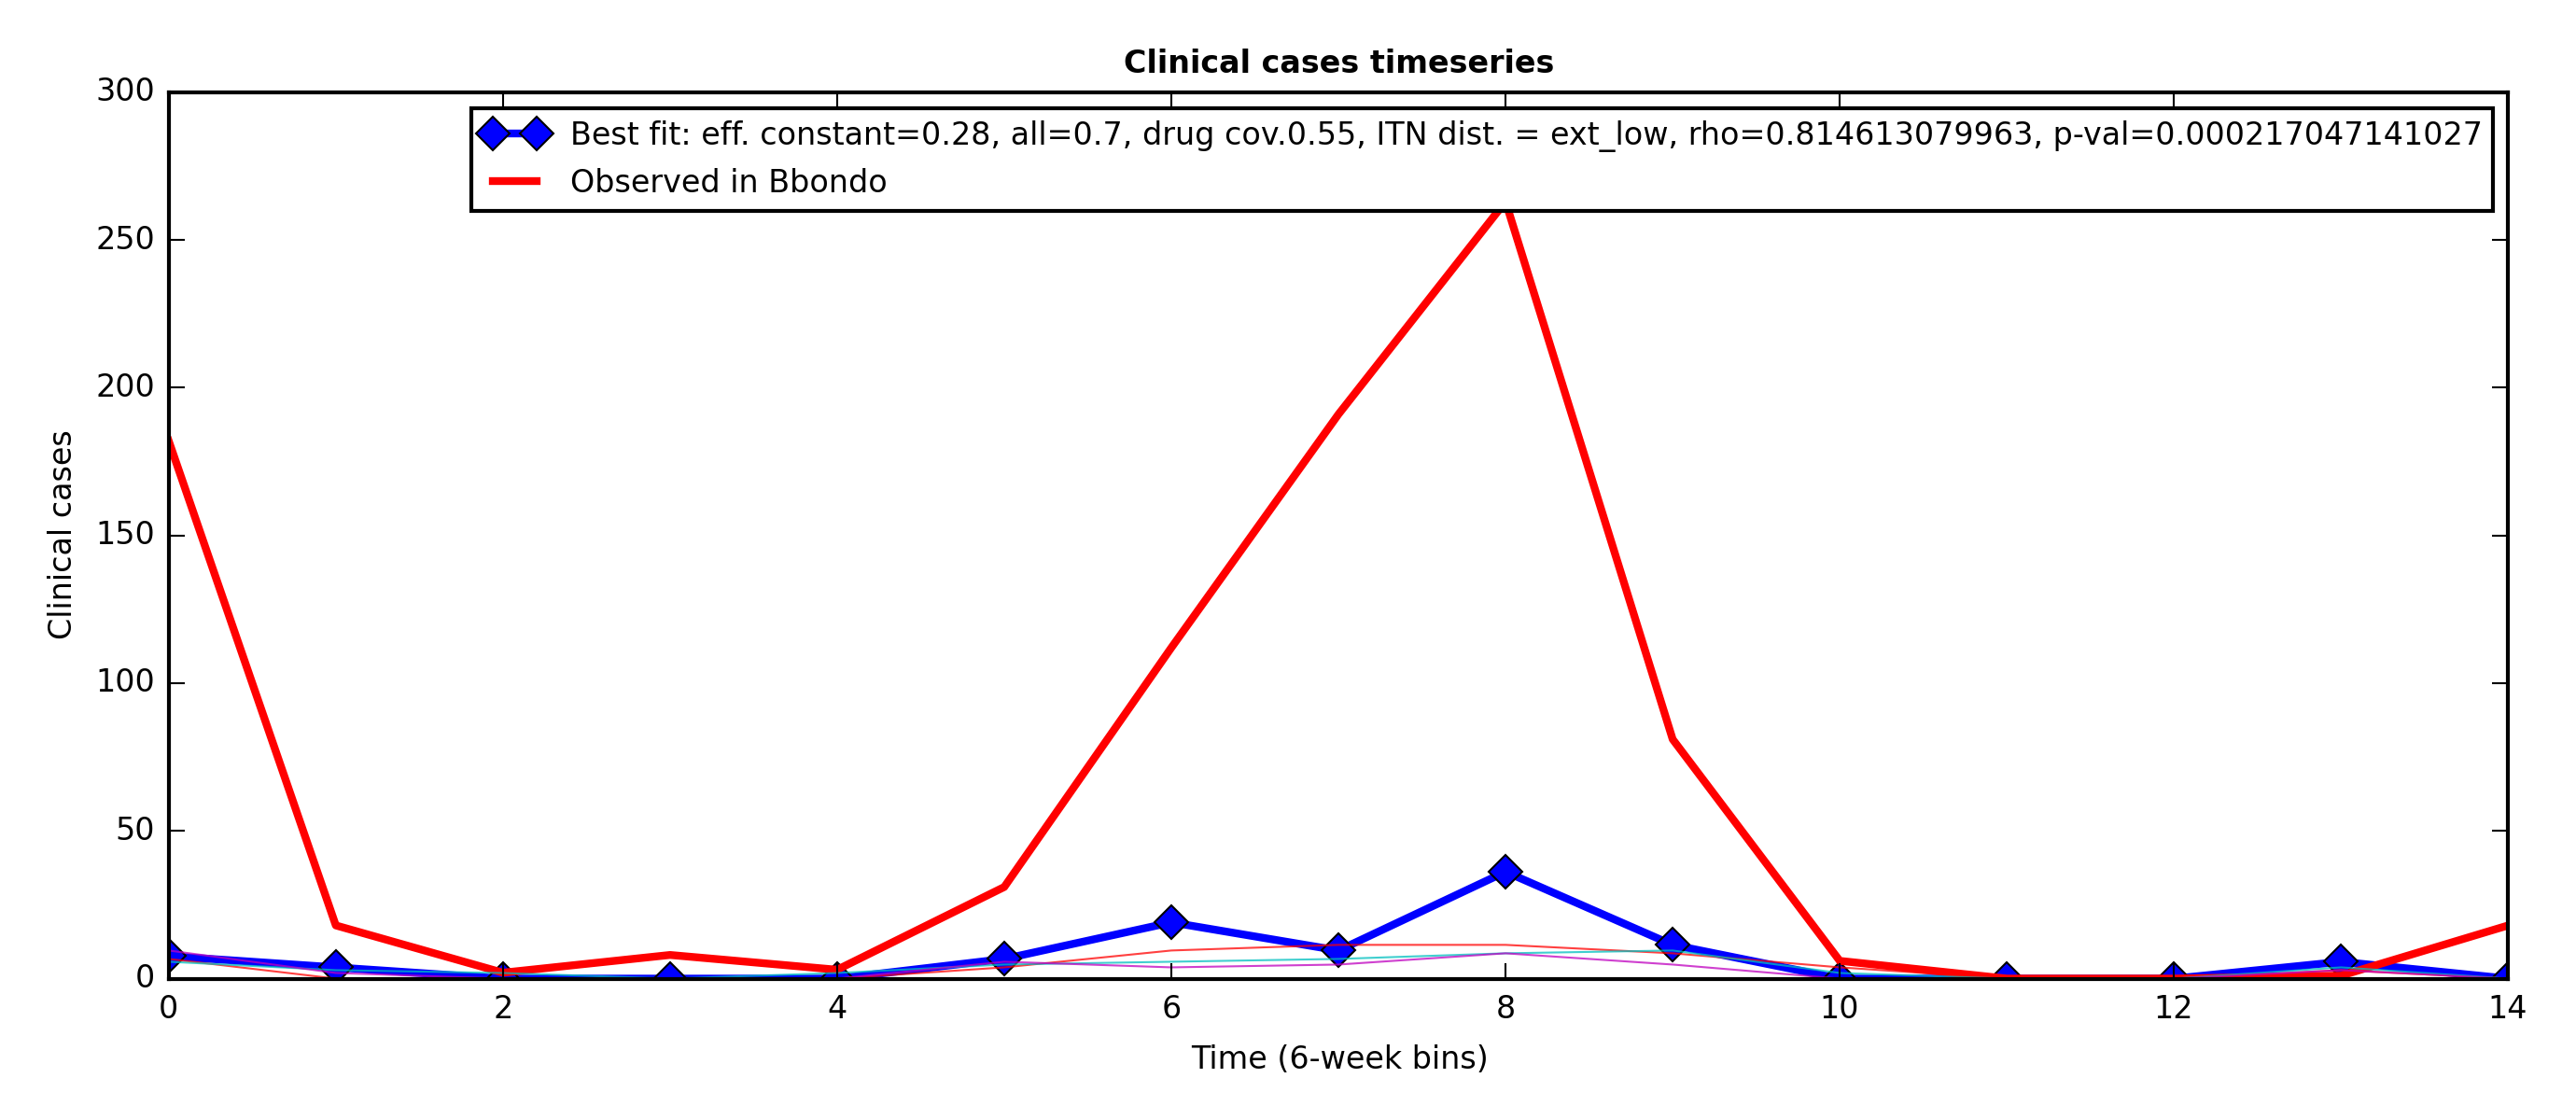 Clinical cases timeseries
300
Best fit: eff. constant=0.28, all=0.7, drug cov.0.55, ITN dist. = ext_low, rho=0.814613079963, p-val=0.000217047141027
Observed in Bbondo
250
200
150
100
50
0
Clinical cases
0 2 4 6 8 10 12 14
Time (6-week bins)